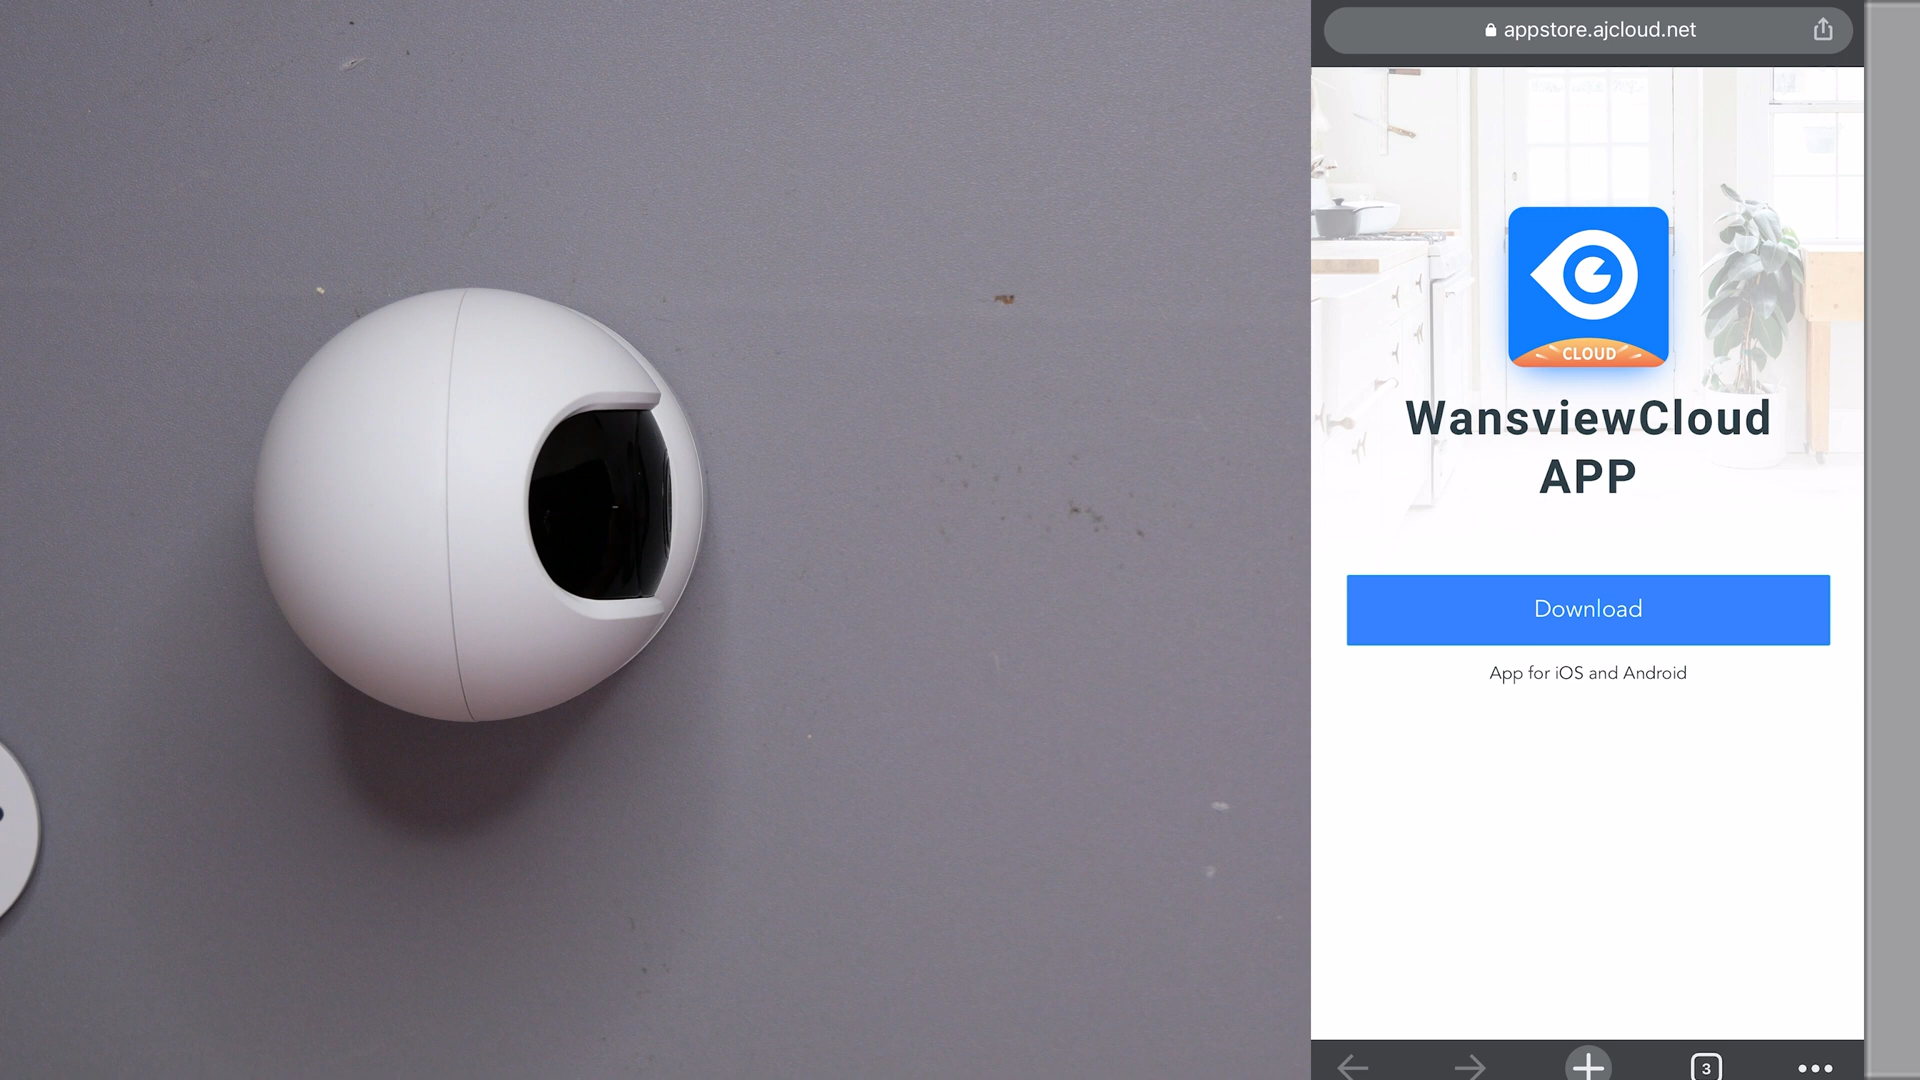 appstore.ajcloud.net
CLOUD
WansviewCloud
APP
Download
App for iOS and Android
3